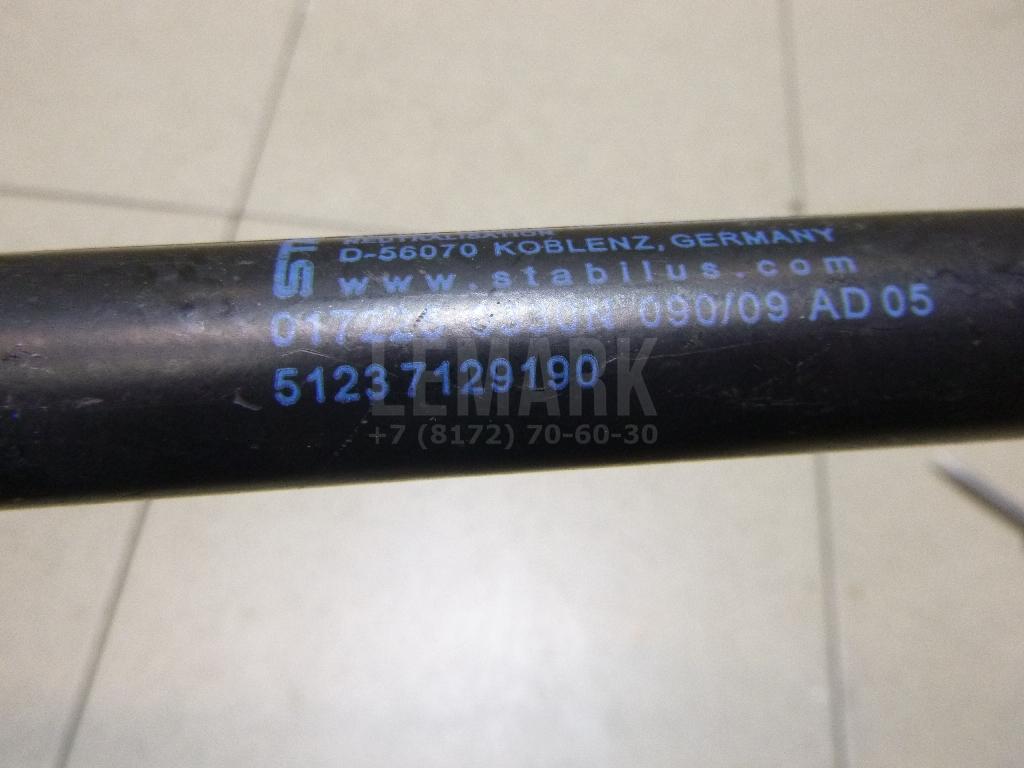 D-56070 KOBLENZ, GERMANY
www.stabilus.com
090/09 AD 05
51237129190
LEMARK
+7 (8172) 70-60-30